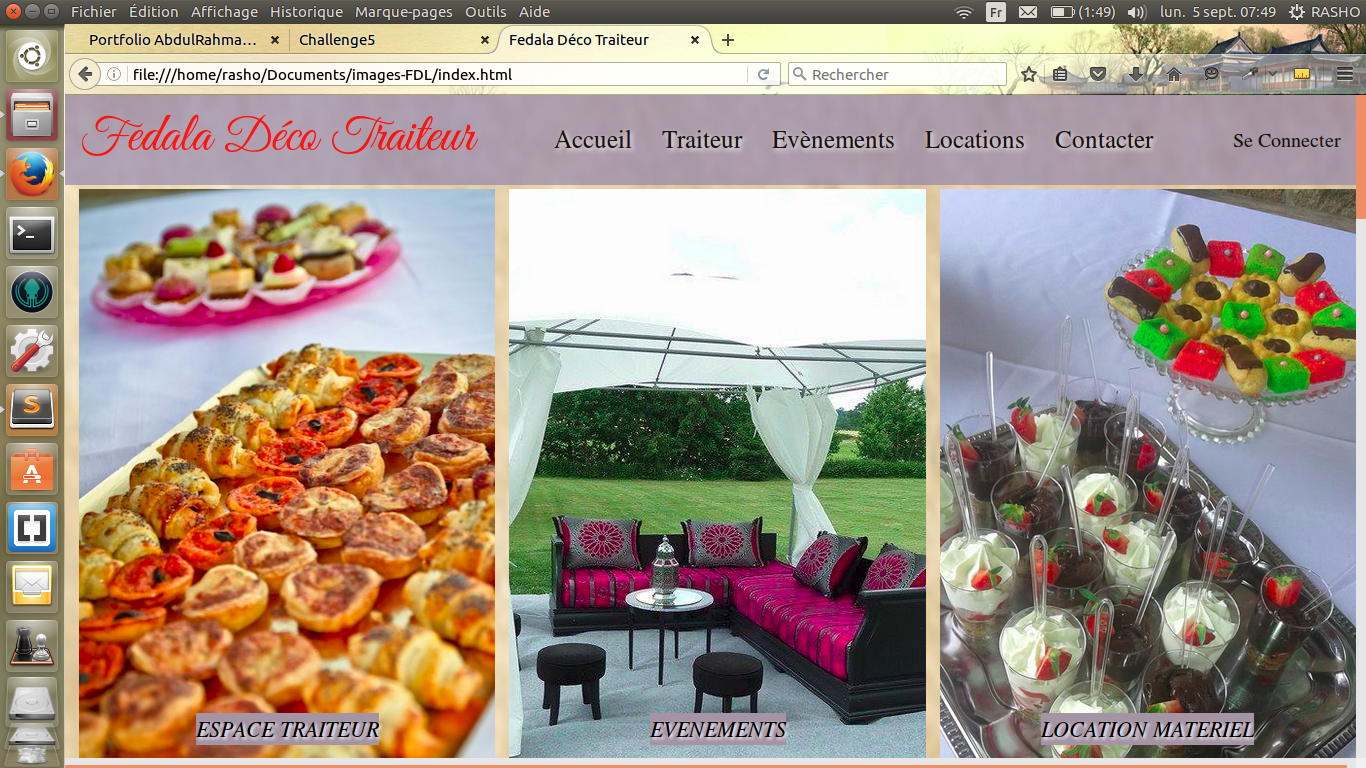 Fichier Édition Affichage Historique Marque-pages Outils Aide
Fr (1:49) lun. 5 sept. 07:49 RASHO
Portfolio AbdulRahma… Challenge5 Fedala Déco Traiteur
file:///home/rasho/Documents/images-FDL/index.html Rechercher
Fedala Déco Traiteur Accueil Traiteur Evènements Locations Contacter Se Connecter
ESPACE TRAITEUR EVENEMENTS LOCATION MATERIEL